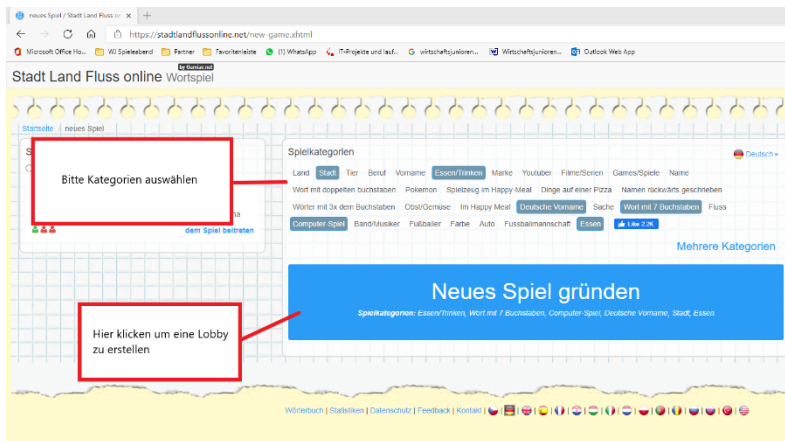 neues Spiel / Stadt Land Fluss on
https://stadtlandflussonline.net/new-game.xhtml
Microsoft Office Ho... WJ Spieleabend Partner Favoritenleiste (1) WhatsApp IT-Projekte und lauf... wirtschaftsjunioren... Wirtschaftsjunioren... Outlook Web App
by Ganias.net
Stadt Land Fluss online Wortspiel
Startseite / neues Spiel
S
Bitte Kategorien auswählen
na
dem Spiel beitreten
Spielkategorien
Deutsch
Land Stadt Tier Beruf Vorname Essen/Trinken Marke Youtuber Filme/Serien Games/Spiele Name
Wort mit doppelten buchstaben Pokemon Spielzeug im Happy-Meal Dinge auf einer Pizza Namen rückwärts geschrieben
Wörter mit 3x dem Buchstaben Obst/Gemüse Im Happy Meal Deutsche Vorname Sache Wort mit 7 Buchstaben Fluss
Computer Spiel Band/Musiker Fußballer Farbe Auto Fussballmannschaft Essen Like 2.2K
Mehrere Kategorien
Neues Spiel gründen
Spielkategorien: Essen/Trinken, Wort mit 7 Buchstaben, Computer-Spiel, Deutsche Vorname, Stadt, Essen
Hier klicken um eine Lobby
zu erstellen
Wörterbuch | Statistiken | Datenschutz | Feedback | Kontakt |